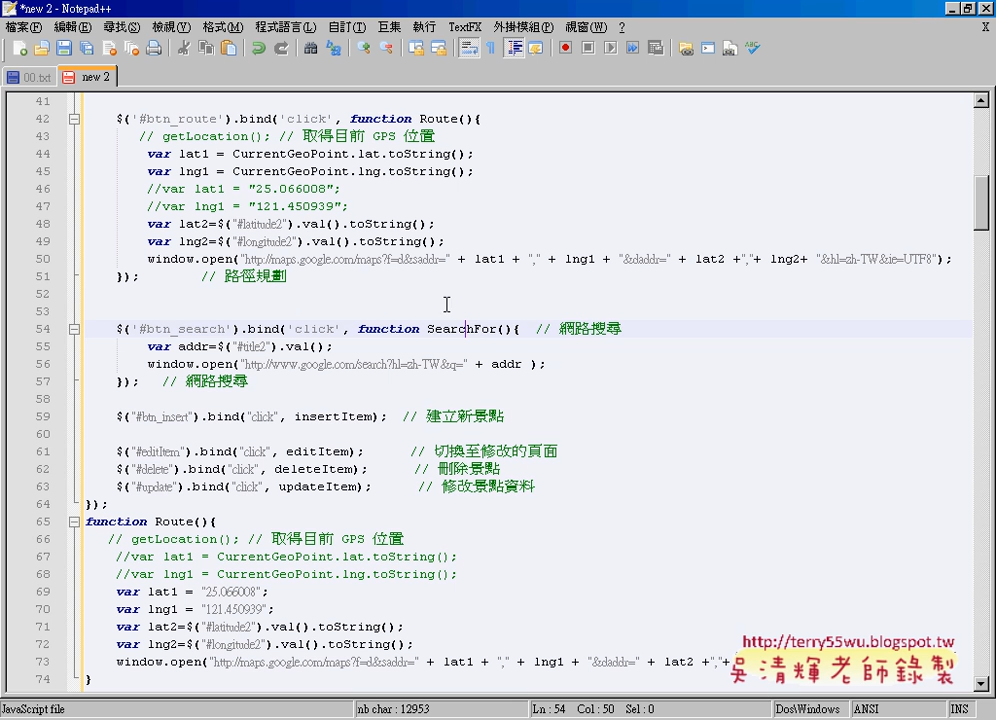 *new 2 - Notepad++
檔案(F) 編輯(E) 尋找(S) 檢視(V) 格式(M) 程式語言(L) 自訂(T) 巨集 執行 TextFX 外掛模組(P) 視窗(W) ? X
00.txt new 2
41
42 $('#btn_route').bind('click', function Route(){
43 // getLocation(); // 取得目前 GPS 位置
44 var lat1 = CurrentGeoPoint.lat.toString();
45 var lng1 = CurrentGeoPoint.lng.toString();
46 //var lat1 = "25.066008";
47 //var lng1 = "121.450939";
48 var lat2=$("#latitude2").val().toString();
49 var lng2=$("#longitude2").val().toString();
50 window.open("http://maps.google.com/maps?f=d&saddr=" + lat1 + "," + lng1 + "&daddr=" + lat2 +","+ lng2+ "&hl=zh-TW&ie=UTF8");
51 }); // 路徑規劃
52
53
54 $('#btn_search').bind('click', function SearchFor(){ // 網路搜尋
55 var addr=$("#title2").val();
56 window.open("http://www.google.com/search?hl=zh-TW&q=" + addr );
57 }); // 網路搜尋
58
59 $("#btn_insert").bind("click", insertItem); // 建立新景點
60
61 $("#editItem").bind("click", editItem); // 切換至修改的頁面
62 $("#delete").bind("click", deleteItem); // 刪除景點
63 $("#update").bind("click", updateItem); // 修改景點資料
64 });
65 function Route(){
66 // getLocation(); // 取得目前 GPS 位置
67 //var lat1 = CurrentGeoPoint.lat.toString();
68 //var lng1 = CurrentGeoPoint.lng.toString();
69 var lat1 = "25.066008";
70 var lng1 = "121.450939";
71 var lat2=$("#latitude2").val().toString();
72 var lng2=$("#longitude2").val().toString();
73 window.open("http://maps.google.com/maps?f=d&saddr=" + lat1 + "," + lng1 + "&daddr=" + lat2 +","+
74 }
http://terry55wu.blogspot.tw
吳清輝老師錄製
JavaScript file nb char : 12953 Ln : 54 Col : 50 Sel : 0 Dos\Windows ANSI INS